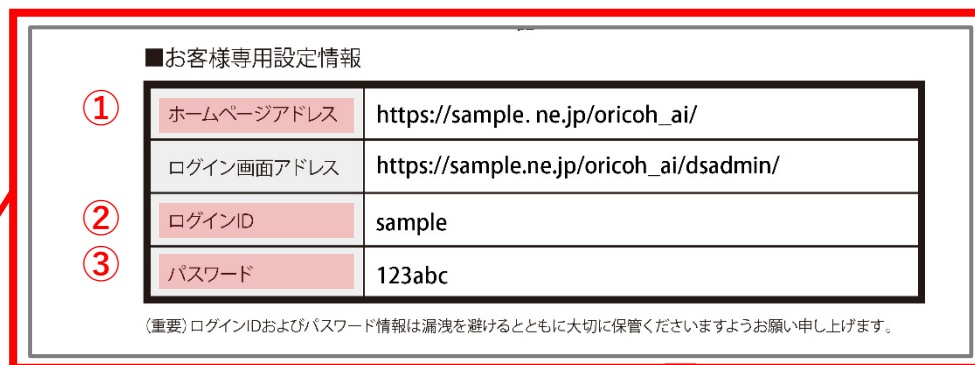 ■お客様専用設定情報
① ホームページアドレス https://sample. ne.jp/oricoh_ai/
ログイン画面アドレス https://sample.ne.jp/oricoh_ai/dsadmin/
② ログインID sample
③ パスワード 123abc
(重要)ログインIDおよびパスワード情報は漏洩を避けるとともに大切に保管くださいますようお願い申し上げます。